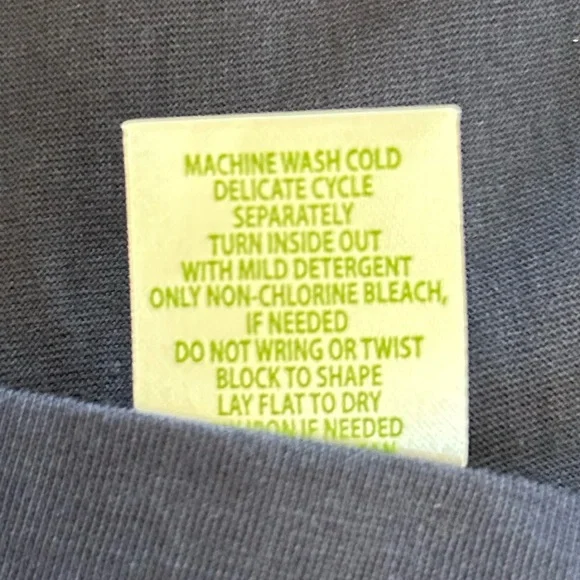 MACHINE WASH COLD
DELICATE CYCLE
SEPARATELY
TURN INSIDE OUT
WITH MILD DETERGENT
ONLY NON-CHLORINE BLEACH,
IF NEEDED
DO NOT WRING OR TWIST
BLOCK TO SHAPE
LAY FLAT TO DRY
IRON IF NEEDED